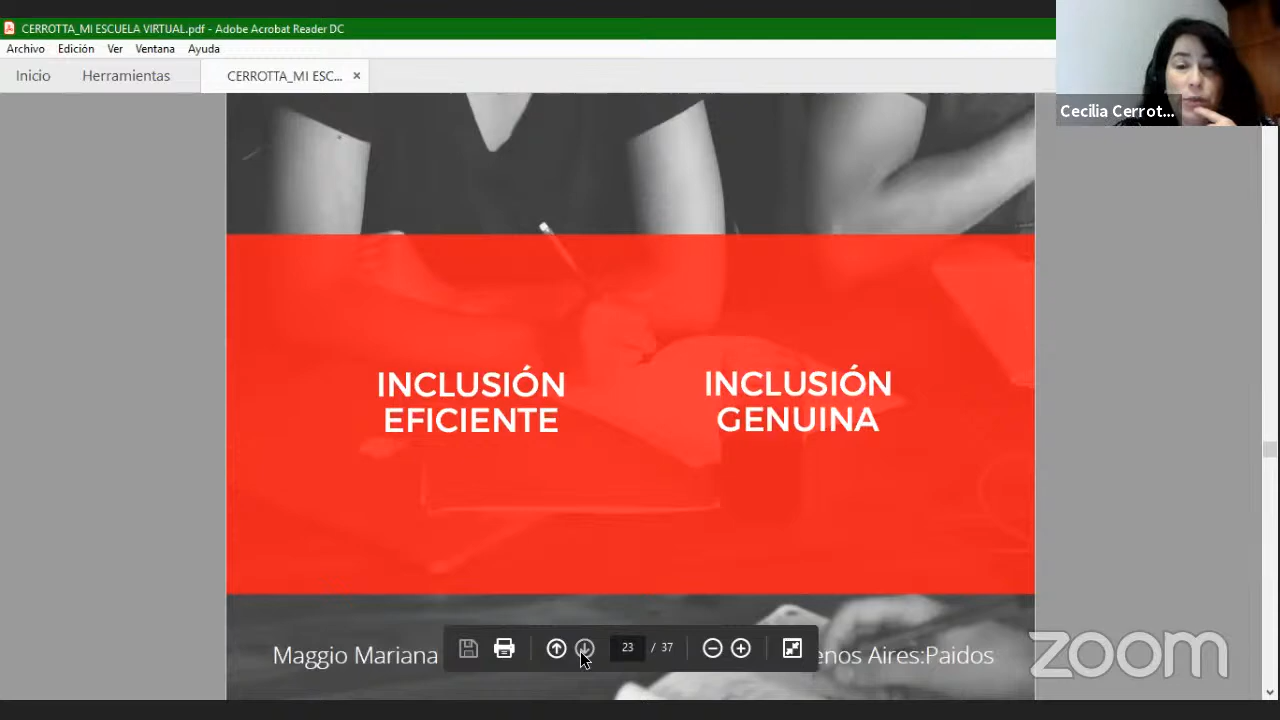 CERROTTA_MI ESCUELA VIRTUAL.pdf - Adobe Acrobat Reader DC
Archivo Edición Ver Ventana Ayuda
Inicio Herramientas CERROTTA_MI ESC... ×
Cecilia Cerrot...
INCLUSIÓN
EFICIENTE
INCLUSIÓN
GENUINA
Maggio Mariana
enos Aires:Paidos
23 / 37
zoom